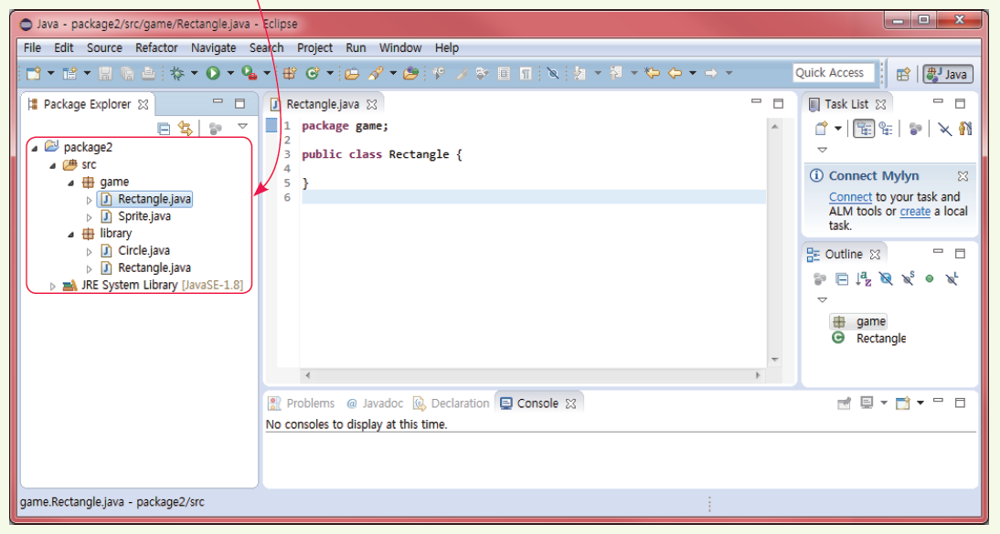 Java - package2/src/game/Rectangle.java - Eclipse
File Edit Source Refactor Navigate Search Project Run Window Help
Quick Access Java
Package Explorer
package2
src
game
Rectangle.java
Sprite.java
library
Circle.java
Rectangle.java
JRE System Library [JavaSE-1.8]
Rectangle.java
1 package game;
2
3 public class Rectangle {
4
5 }
6
Task List
Connect Mylyn
Connect to your task and
ALM tools or create a local
task.
Outline
game
Rectangle
Problems @ Javadoc Declaration Console
No consoles to display at this time.
game.Rectangle.java - package2/src